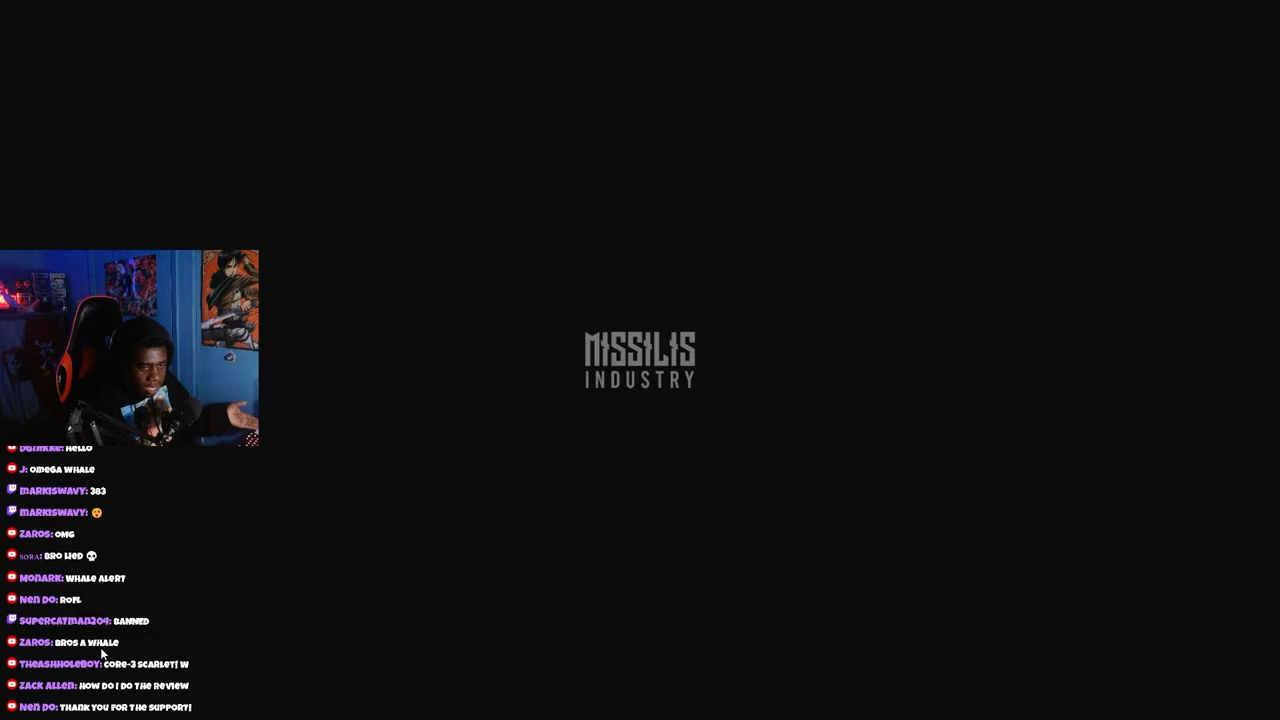 MISSILIS
INDUSTRY
HELLO
J: OMEGA WHALE
MARKISWAVY: 383
MARKISWAVY: 😳
ZAROS: OMG
SORA: BRO LIED 💀
MONARK: WHALE ALERT
NEN DO: ROFL
SUPERCATMAN204: BANNED
ZAROS: BROS A WHALE
THEASHHOLEBOY: CORE-3 SCARLET! W
ZACK ALLEN: HOW DO I DO THE REVIEW
NEN DO: THANK YOU FOR THE SUPPORT!